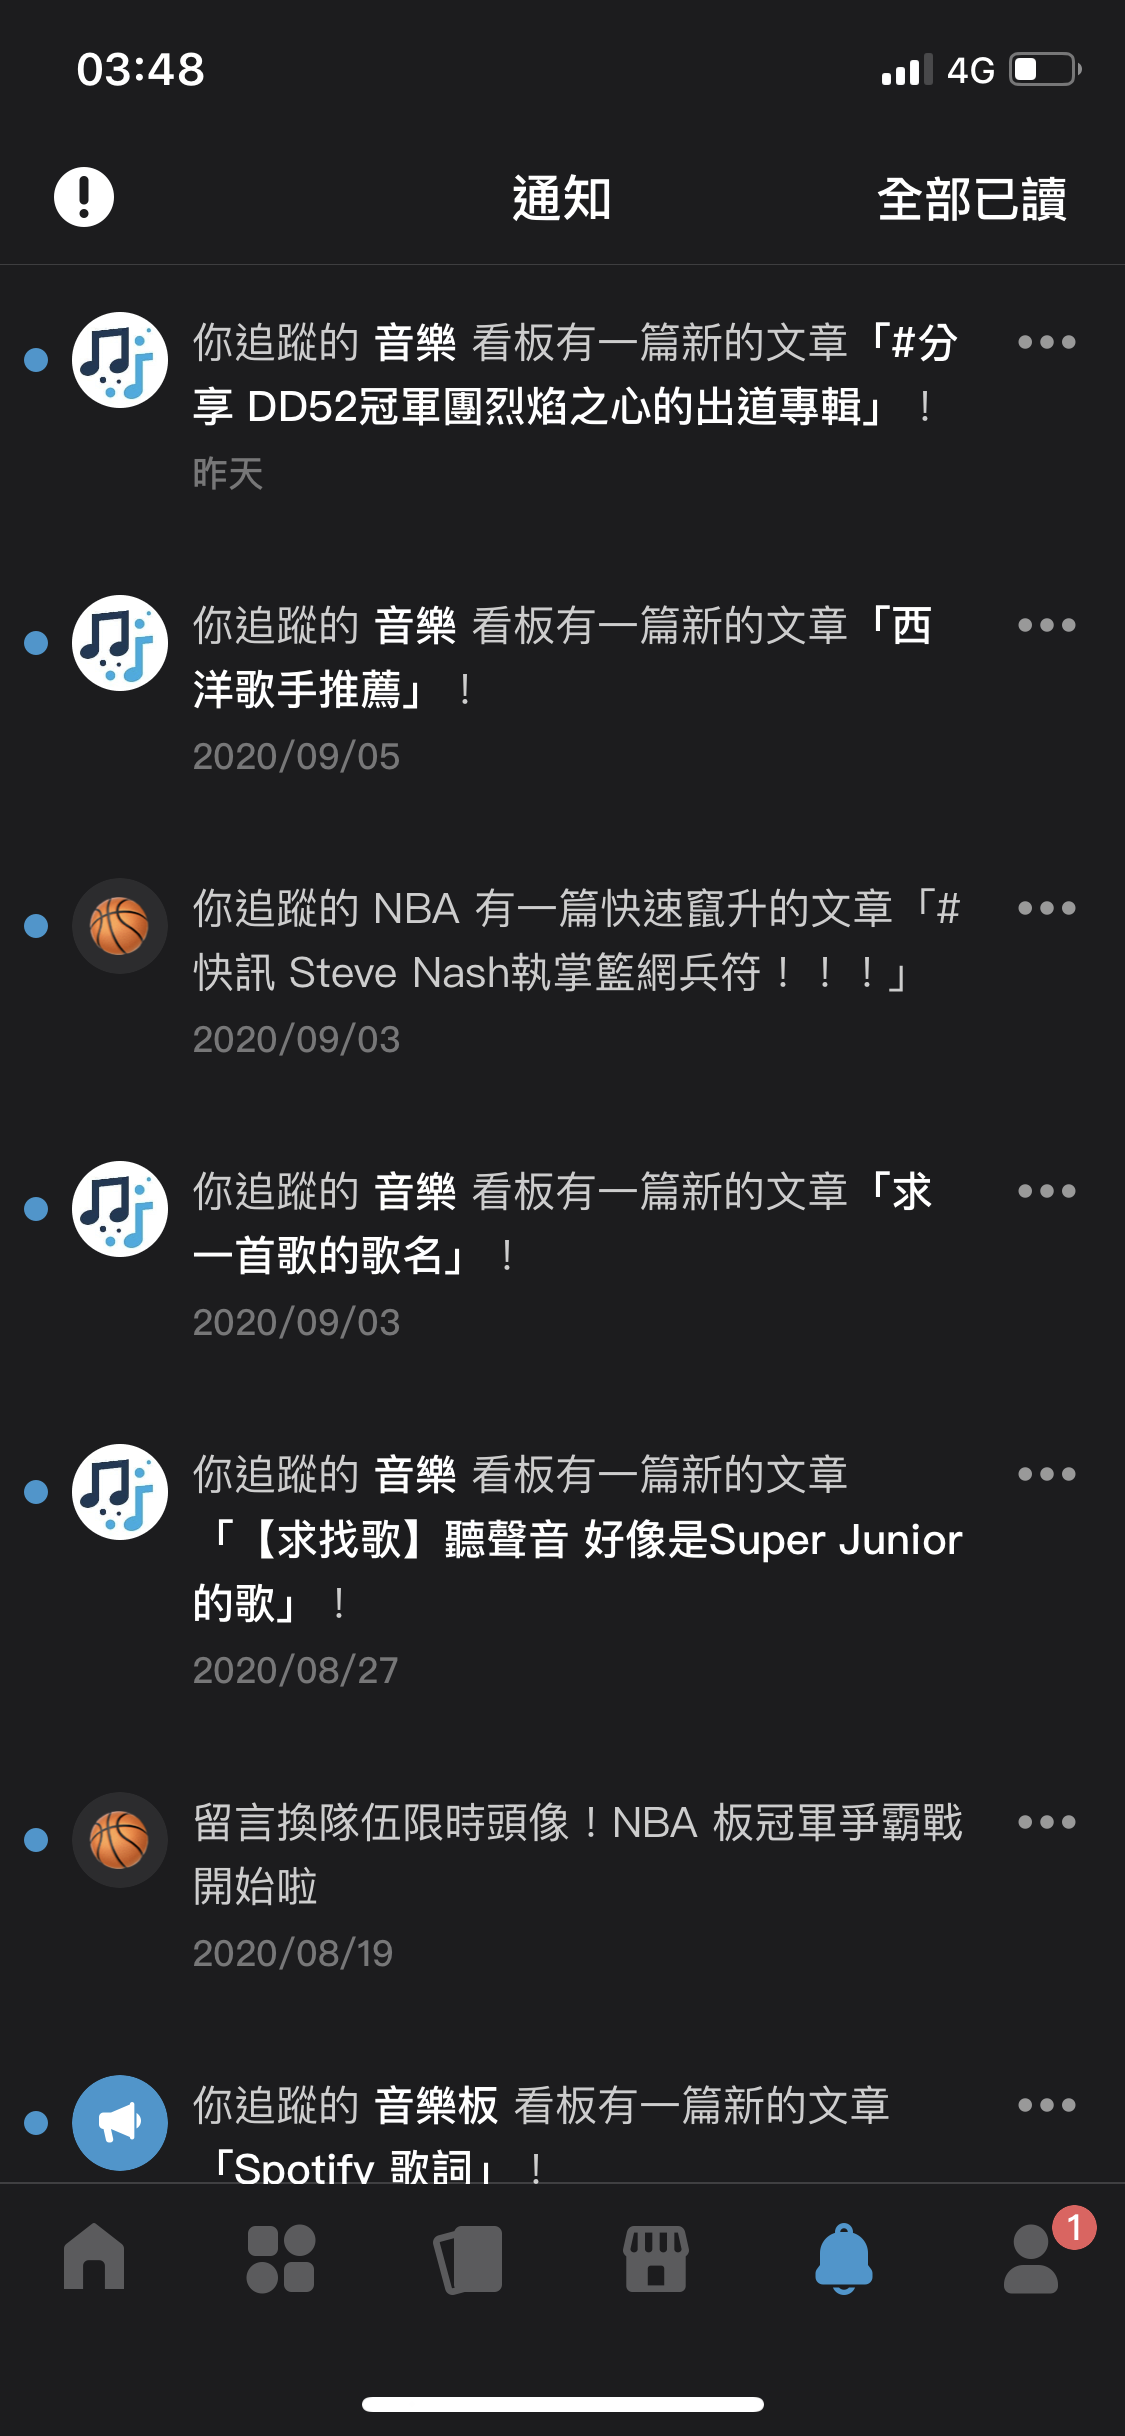 03:48
4G
通知
全部已讀
你追蹤的 音樂 看板有一篇新的文章「#分
享 DD52冠軍團烈焰之心的出道專輯」！
昨天
你追蹤的 音樂 看板有一篇新的文章「西
洋歌手推薦」！
2020/09/05
你追蹤的 NBA 有一篇快速竄升的文章「#
快訊 Steve Nash執掌籃網兵符！！！」
2020/09/03
你追蹤的 音樂 看板有一篇新的文章「求
一首歌的歌名」！
2020/09/03
你追蹤的 音樂 看板有一篇新的文章
「【求找歌】聽聲音 好像是Super Junior
的歌」！
2020/08/27
留言換隊伍限時頭像！NBA 板冠軍爭霸戰
開始啦
2020/08/19
你追蹤的 音樂板 看板有一篇新的文章
「Spotify 歌詞」！
1